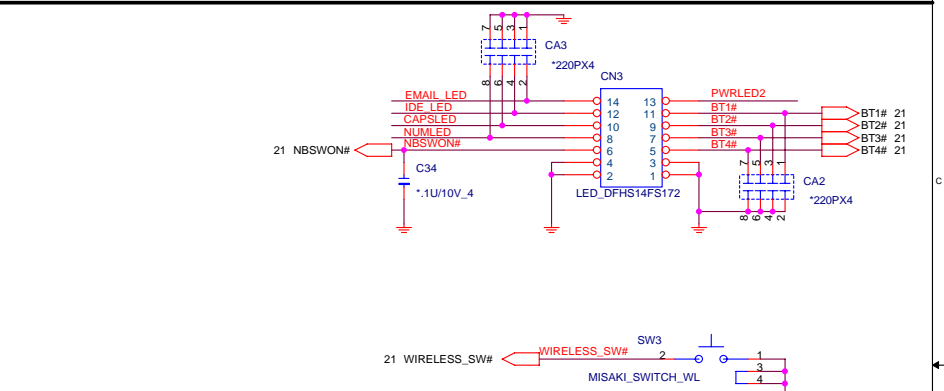 7 5 3 1
CA3
*220PX4
8 6 4 2
CN3
EMAIL_LED 14 13 PWRLED2
IDE_LED 12 11 BT1# BT1# 21
CAPSLED 10 9 BT2# BT2# 21
NUMLED 8 7 BT3# BT3# 21
21 NBSWON# NBSWON# 6 5 BT4# BT4# 21
4 3
2 1
C34
*.1U/10V_4
LED_DFHS14FS172
7 5 3 1
CA2
*220PX4
8 6 4 2
C
SW3
21 WIRELESS_SW# WIRELESS_SW# 2 1
3
MISAKI_SWITCH_WL 4